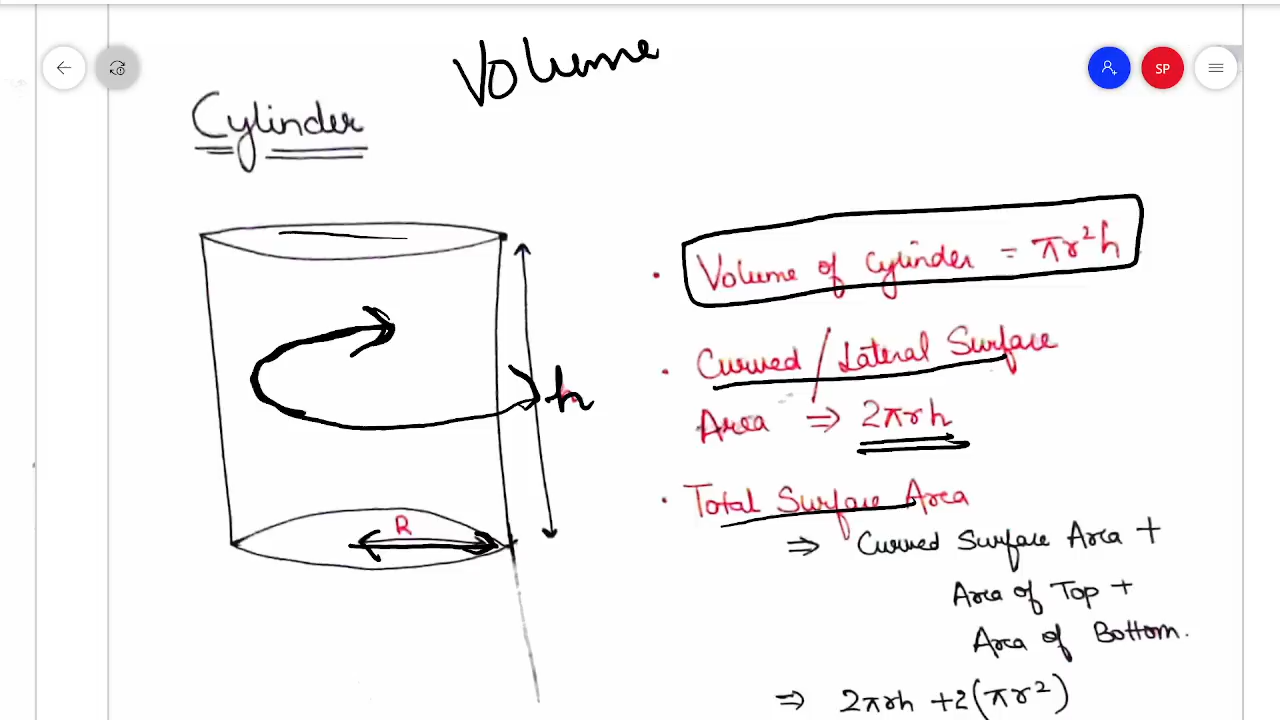 Volume
SP
Cylinder
· Volume of Cylinder = πr²h
· Curved / Lateral Surface
Area ⇒ 2πrh
h
· Total Surface Area
R
⇒ Curved Surface Area +
Area of Top +
Area of Bottom.
⇒ 2πrh + 2(πr²)